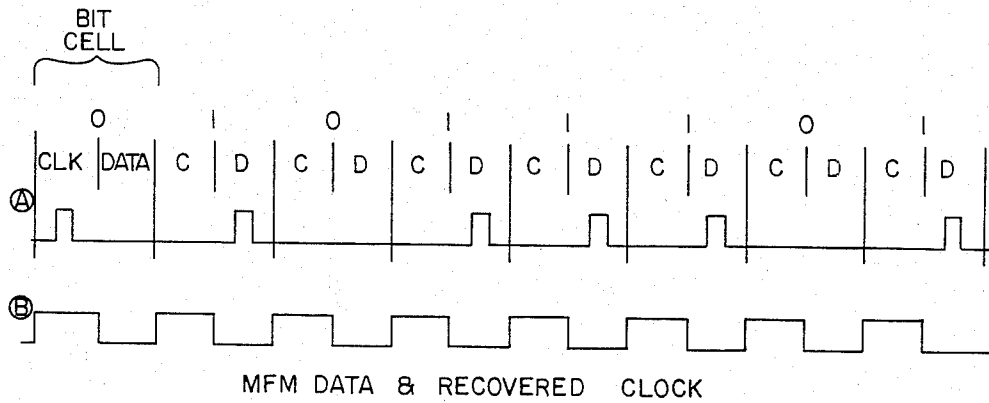 BIT
CELL
0 1 0 1 1 1 0 1
CLK DATA C D C D C D C D C D C D C D
A
B
MFM DATA & RECOVERED CLOCK